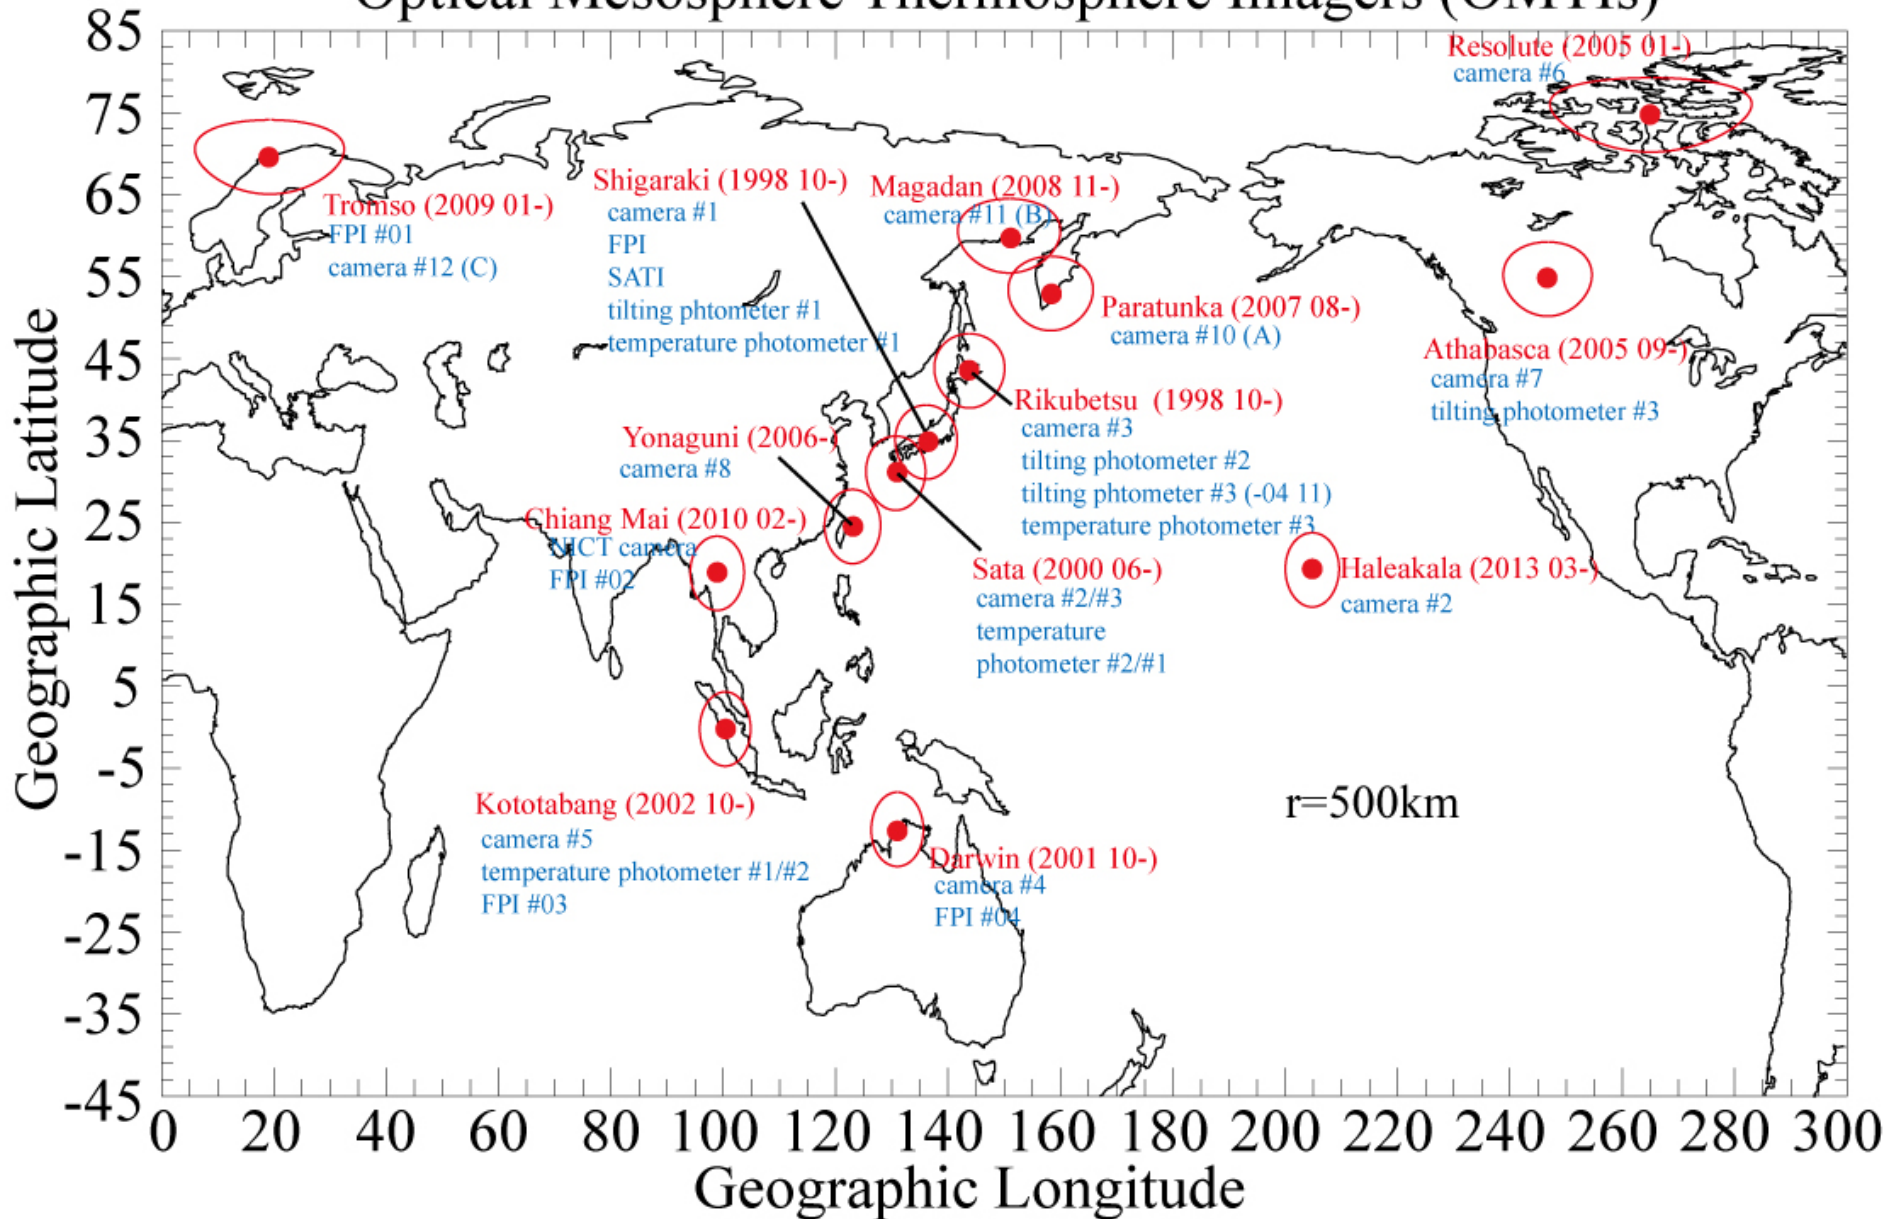 Optical Mesosphere Thermosphere Imagers (OMTIs)
Resolute (2005 01-)
camera #6
Tromso (2009 01-)
FPI #01
camera #12 (C)
Shigaraki (1998 10-)
camera #1
FPI
SATI
tilting phtometer #1
temperature photometer #1
Magadan (2008 11-)
camera #11 (B)
Paratunka (2007 08-)
camera #10 (A)
Athabasca (2005 09-)
camera #7
tilting photometer #3
Rikubetsu (1998 10-)
camera #3
tilting photometer #2
tilting phtometer #3 (-04 11)
temperature photometer #3
Yonaguni (2006-)
camera #8
Chiang Mai (2010 02-)
NICT camera
FPI #02
Sata (2000 06-)
camera #2/#3
temperature
photometer #2/#1
Haleakala (2013 03-)
camera #2
Kototabang (2002 10-)
camera #5
temperature photometer #1/#2
FPI #03
Darwin (2001 10-)
camera #4
FPI #04
r=500km
Geographic Latitude
85
75
65
55
45
35
25
15
5
-5
-15
-25
-35
-45
0 20 40 60 80 100 120 140 160 180 200 220 240 260 280 300
Geographic Longitude